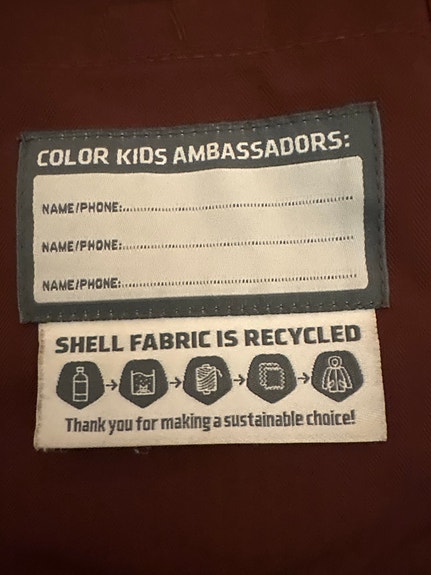 COLOR KIDS AMBASSADORS:
NAME/PHONE:..........................................................
NAME/PHONE:..........................................................
NAME/PHONE:..........................................................
SHELL FABRIC IS RECYCLED
Thank you for making a sustainable choice!